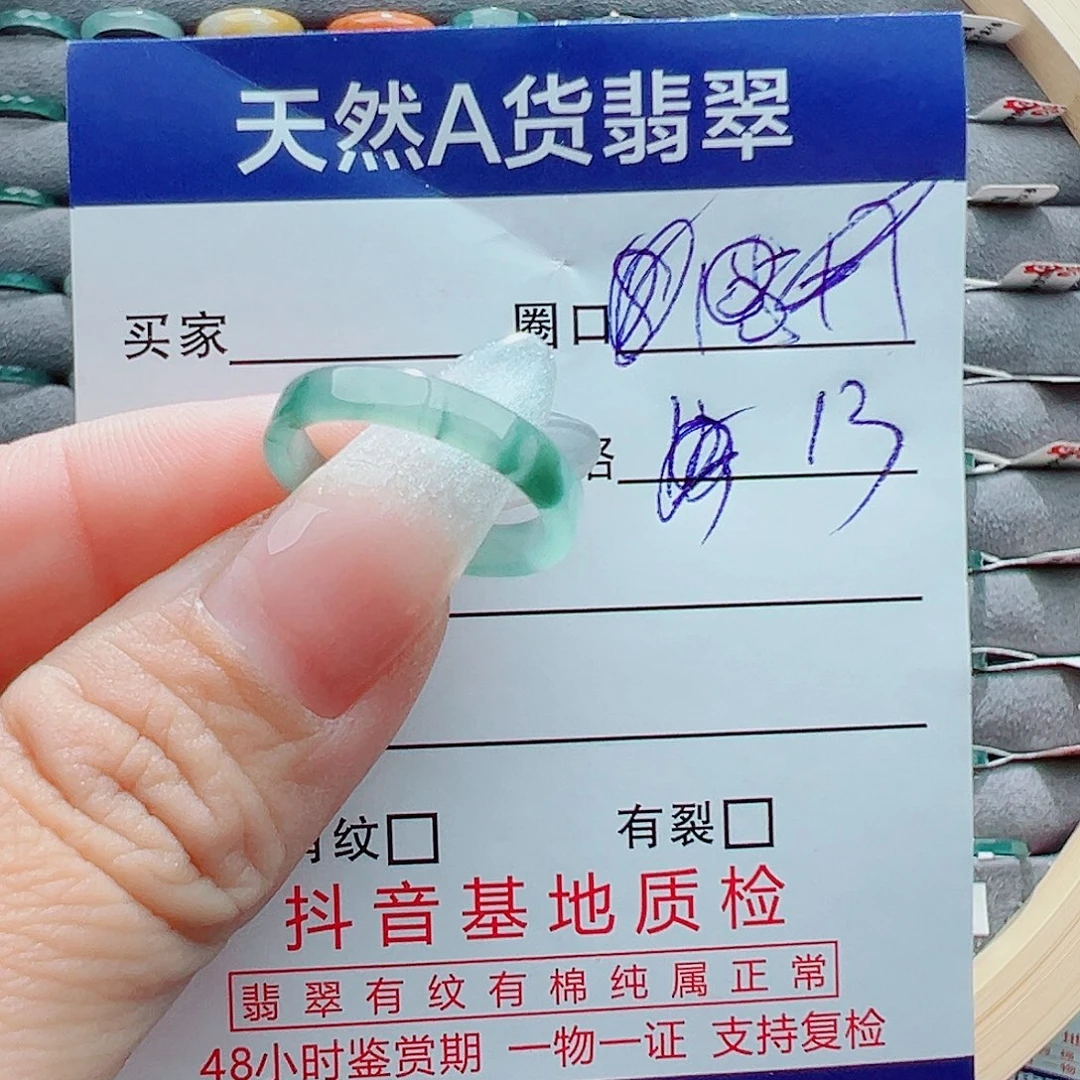 天然A货翡翠
买家 圈口
格 13
有纹 有裂
抖音基地质检
翡翠有纹有棉纯属正常
48小时鉴赏期 一物一证 支持复检